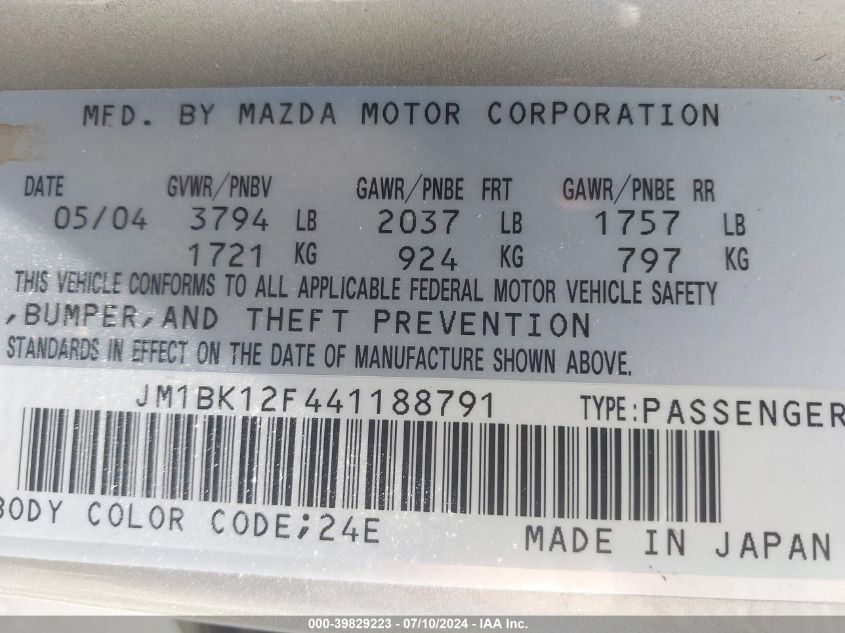 MFD. BY MAZDA MOTOR CORPORATION
DATE GVWR/PNBV GAWR/PNBE FRT GAWR/PNBE RR
05/04 3794 LB 2037 LB 1757 LB
1721 KG 924 KG 797 KG
THIS VEHICLE CONFORMS TO ALL APPLICABLE FEDERAL MOTOR VEHICLE SAFETY
,BUMPER,AND THEFT PREVENTION
STANDARDS IN EFFECT ON THE DATE OF MANUFACTURE SHOWN ABOVE.
JM1BK12F441188791 TYPE:PASSENGER
BODY COLOR CODE;24E
MADE IN JAPAN
000-39829223 - 07/10/2024 - IAA Inc.